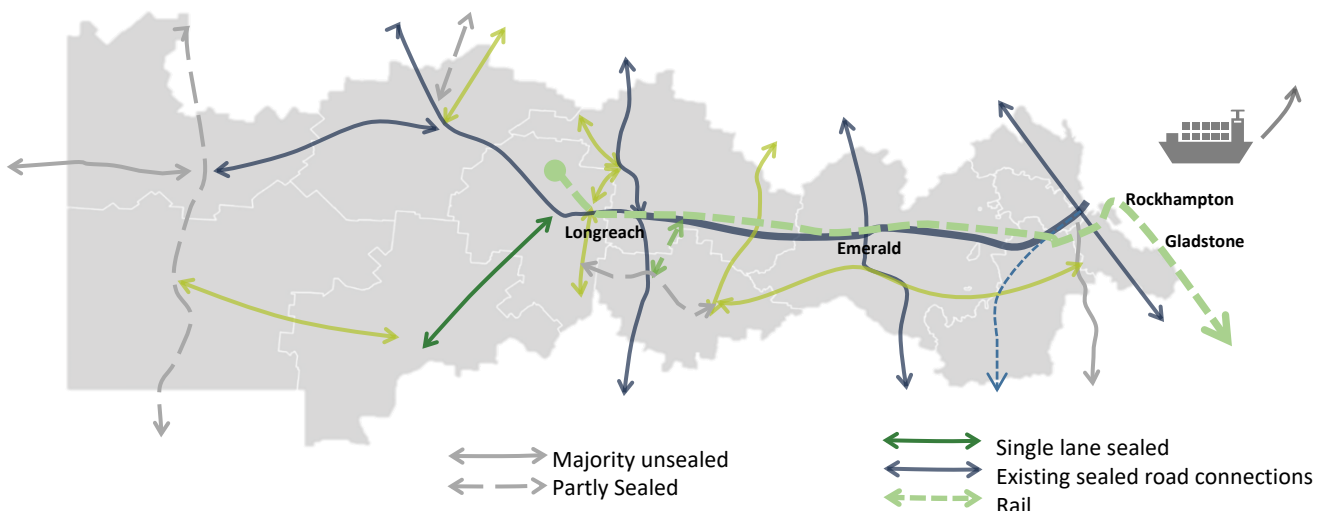 Rockhampton
Longreach
Emerald
Gladstone
Majority unsealed
Partly Sealed
Single lane sealed
Existing sealed road connections
Rail